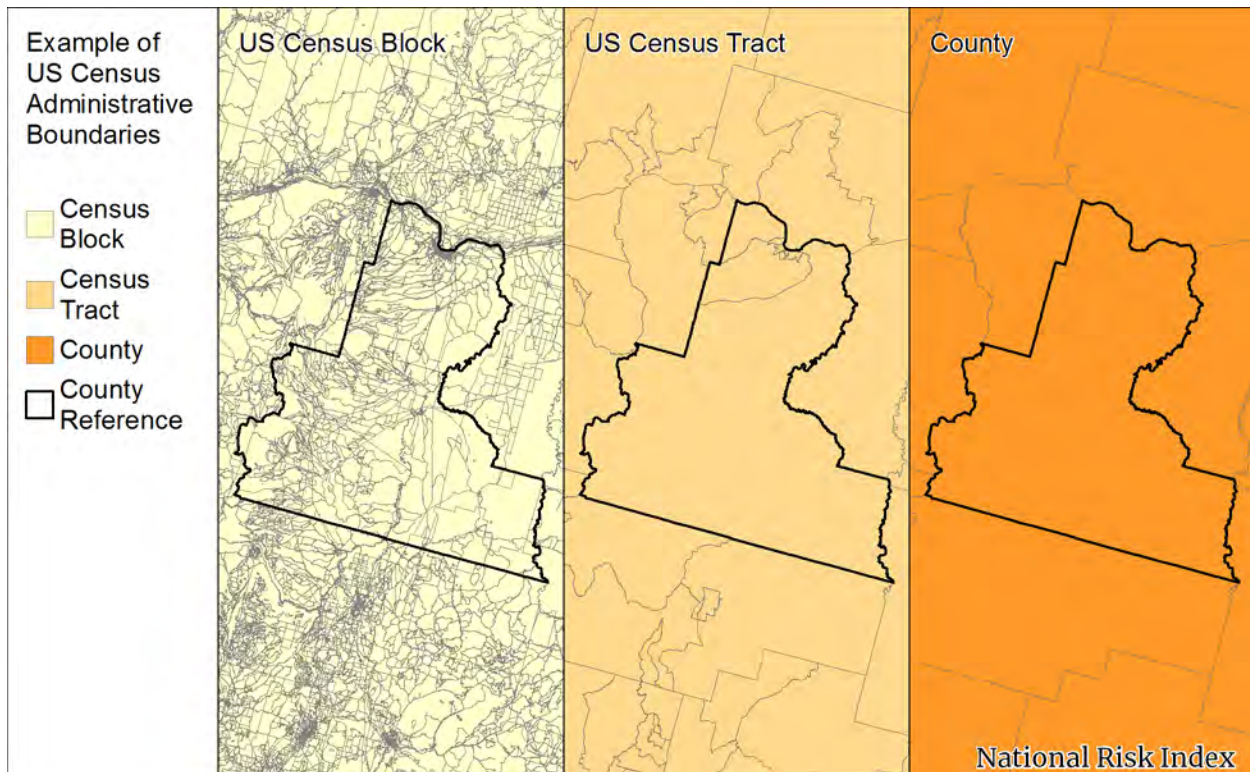 Example of
US Census
Administrative
Boundaries
Census
Block
Census
Tract
County
County
Reference
US Census Block
US Census Tract
County
National Risk Index